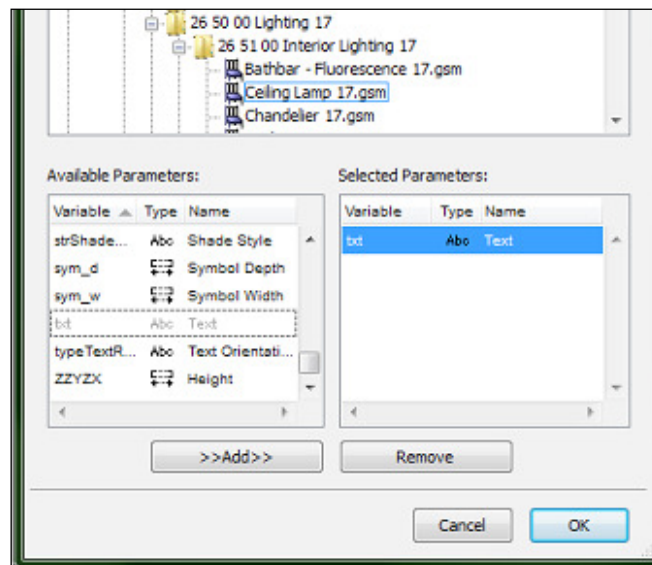 26 50 00 Lighting 17
26 51 00 Interior Lighting 17
Bathbar - Fluorescence 17.gsm
Ceiling Lamp 17.gsm
Chandelier 17.gsm
Available Parameters:
Variable Type Name
strShade... Abc Shade Style
sym_d Symbol Depth
sym_w Symbol Width
txt Abc Text
typeTextR... Abc Text Orientati...
ZZYZX Height
>>Add>>
Selected Parameters:
Variable Type Name
txt Abc Text
Remove
Cancel OK